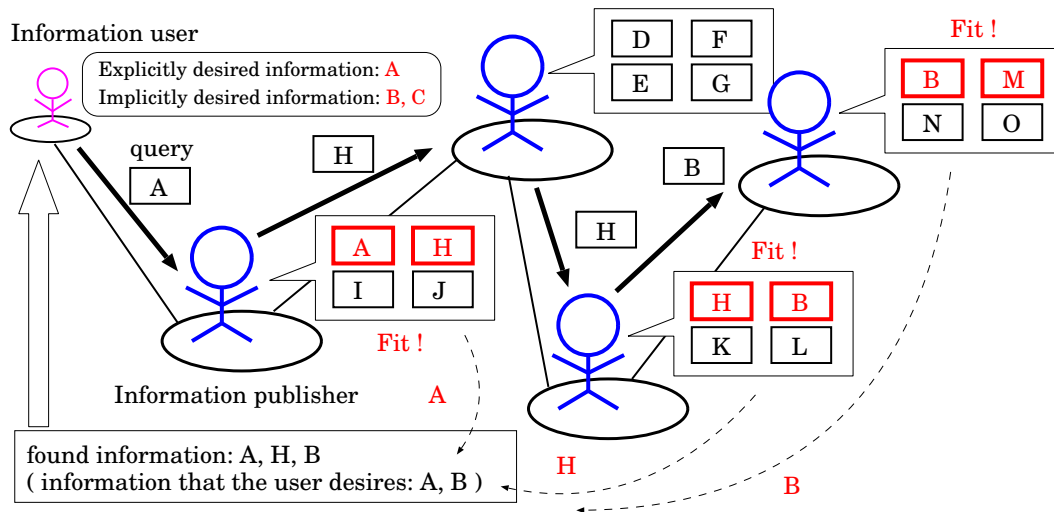 Information user
Explicitly desired information: A
Implicitly desired information: B, C
query
A
H
D F
E G
Fit !
B M
N O
B
H
A H
I J
Fit !
Fit !
H B
K L
Information publisher
A
found information: A, H, B
( information that the user desires: A, B )
H
B